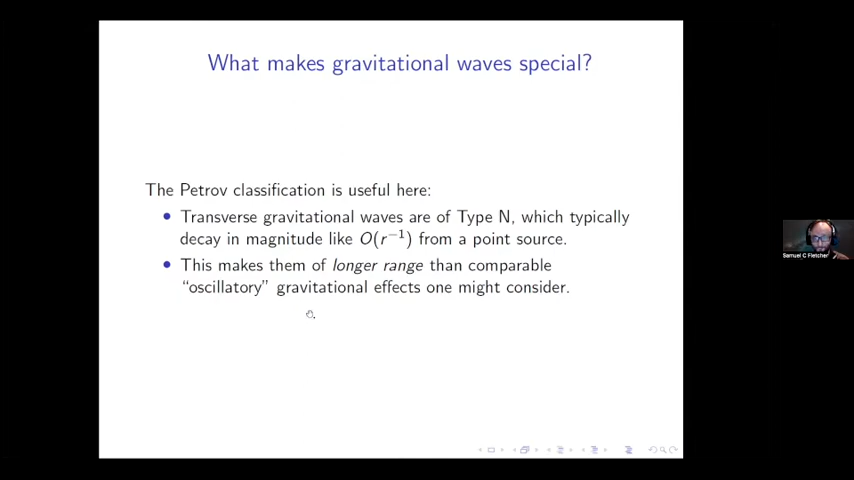 What makes gravitational waves special?
The Petrov classification is useful here:
• Transverse gravitational waves are of Type N, which typically
decay in magnitude like O(r⁻¹) from a point source.
• This makes them of longer range than comparable
“oscillatory” gravitational effects one might consider.
Samuel C Fletcher